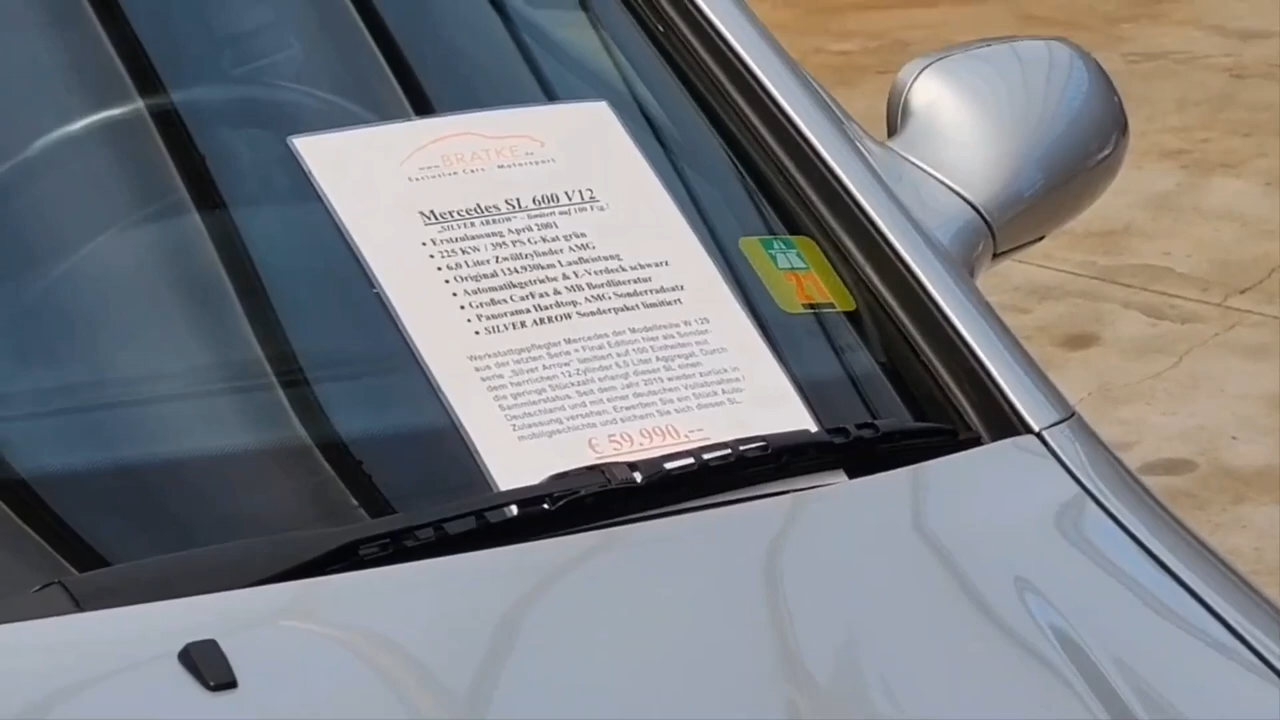 www.BRATKE.de
Exclusive Cars - Motorsport
Mercedes SL 600 V12
„SILVER ARROW“ – limitiert auf 100 Fzg.!
• Erstzulassung April 2001
• 225 KW / 395 PS G-Kat grün
• 6,0 Liter Zwölfzylinder AMG
• Original 134.930km Laufleistung
• Automatikgetriebe & E-Verdeck schwarz
• Großes CarFax & MB Bordliteratur
• Panorama Hardtop, AMG Sonderradsatz
• SILVER ARROW Sonderpaket limitiert
Werkstattgepflegter Mercedes der Modellreihe W 129
aus der letzten Serie = Final Edition hier als Sonder-
serie „Silver Arrow“ limitiert auf 100 Einheiten mit
dem herrlichen 12-Zylinder 6,0 Liter Aggregat. Durch
die geringe Stückzahl erlangt dieser SL einen
Sammlerstatus. Seit dem Jahr 2015 wieder zurück in
Deutschland und mit einer deutschen Vollabnahme /
Zulassung versehen. Erwerben Sie ein Stück Auto-
mobilgeschichte und sichern Sie sich diesen SL.
€ 59.990,--
21